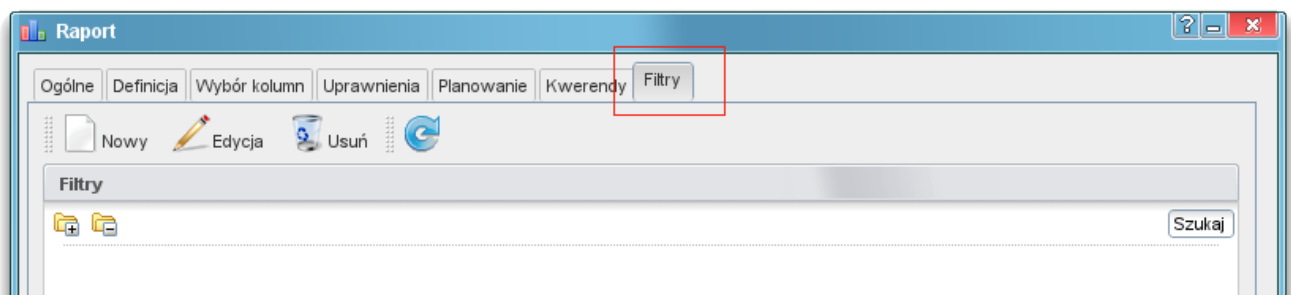 Raport
Ogólne Definicja Wybór kolumn Uprawnienia Planowanie Kwerendy Filtry
Nowy Edycja Usuń
Filtry
Szukaj